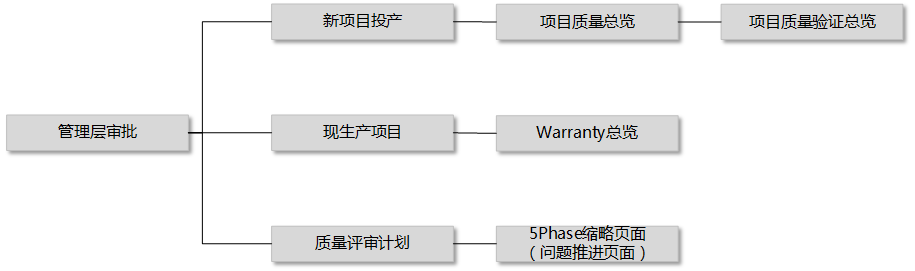 新项目投产
项目质量总览
项目质量验证总览
管理层审批
现生产项目
Warranty总览
质量评审计划
5Phase缩略页面
（问题推进页面）